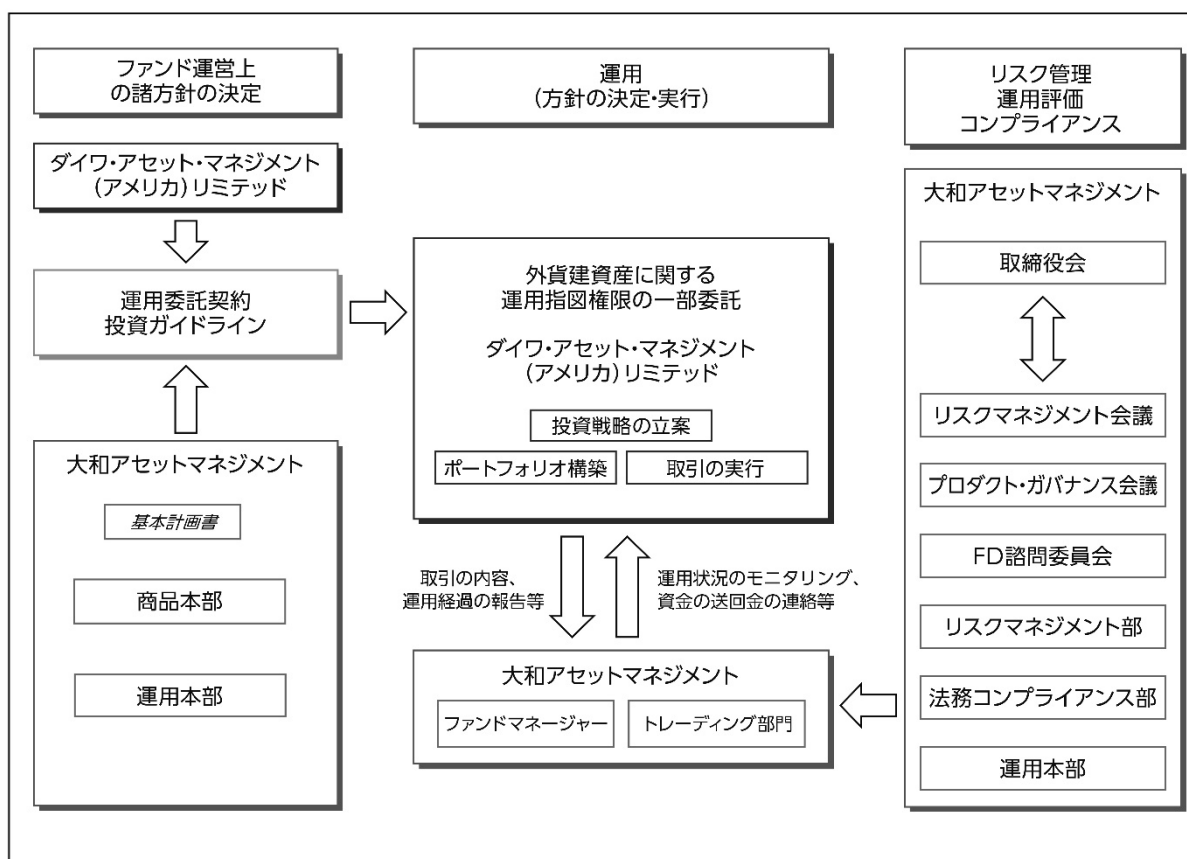 ファンド運営上
の諸方針の決定
ダイワ・アセット・マネジメント
(アメリカ)リミテッド
運用委託契約
投資ガイドライン
大和アセットマネジメント
基本計画書
商品本部
運用本部
運用
(方針の決定・実行)
外貨建資産に関する
運用指図権限の一部委託
ダイワ・アセット・マネジメント
(アメリカ)リミテッド
投資戦略の立案
ポートフォリオ構築
取引の実行
取引の内容、
運用経過の報告等
運用状況のモニタリング、
資金の送回金の連絡等
大和アセットマネジメント
ファンドマネージャー
トレーディング部門
リスク管理
運用評価
コンプライアンス
大和アセットマネジメント
取締役会
リスクマネジメント会議
プロダクト・ガバナンス会議
FD諮問委員会
リスクマネジメント部
法務コンプライアンス部
運用本部